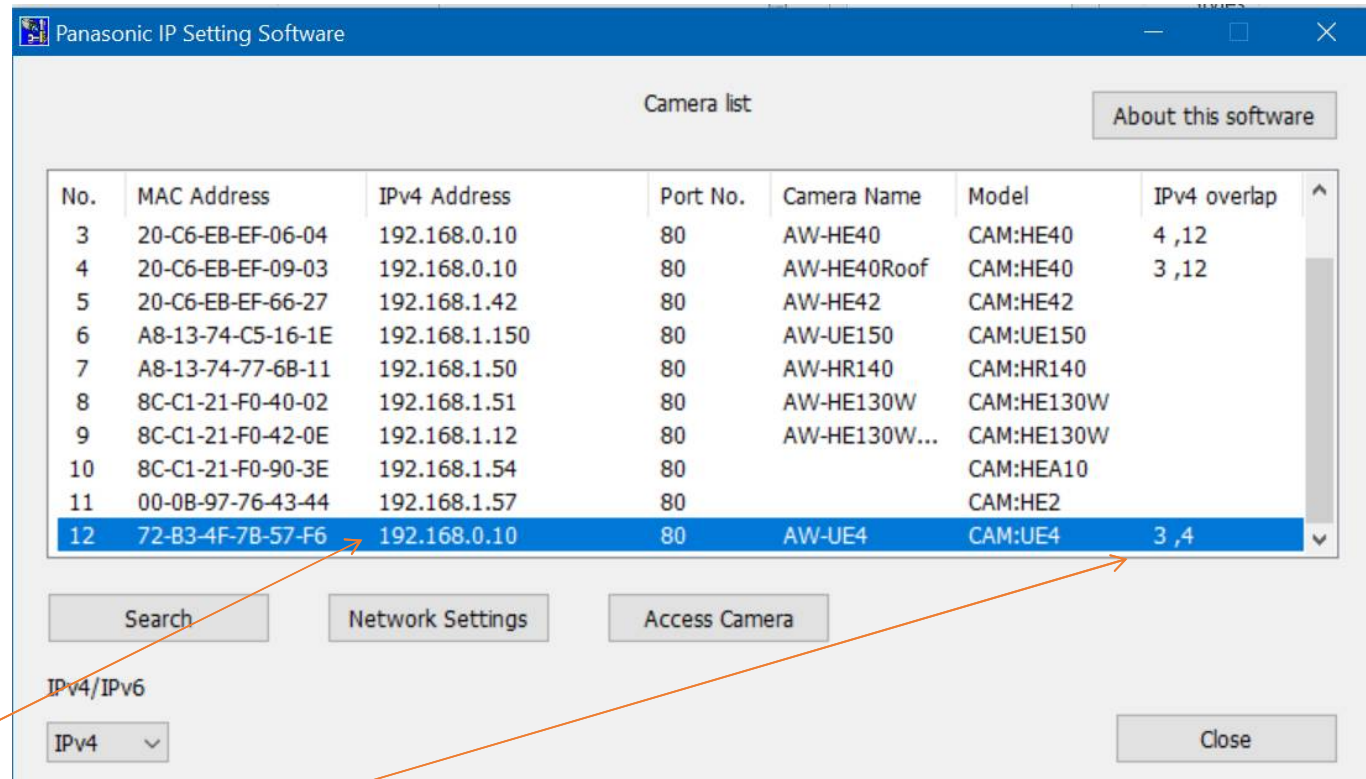 Panasonic IP Setting Software
Camera list
About this software
No. MAC Address IPv4 Address Port No. Camera Name Model IPv4 overlap
3 20-C6-EB-EF-06-04 192.168.0.10 80 AW-HE40 CAM:HE40 4 ,12
4 20-C6-EB-EF-09-03 192.168.0.10 80 AW-HE40Roof CAM:HE40 3 ,12
5 20-C6-EB-EF-66-27 192.168.1.42 80 AW-HE42 CAM:HE42
6 A8-13-74-C5-16-1E 192.168.1.150 80 AW-UE150 CAM:UE150
7 A8-13-74-77-6B-11 192.168.1.50 80 AW-HR140 CAM:HR140
8 8C-C1-21-F0-40-02 192.168.1.51 80 AW-HE130W CAM:HE130W
9 8C-C1-21-F0-42-0E 192.168.1.12 80 AW-HE130W... CAM:HE130W
10 8C-C1-21-F0-90-3E 192.168.1.54 80 CAM:HEA10
11 00-0B-97-76-43-44 192.168.1.57 80 CAM:HE2
12 72-B3-4F-7B-57-F6 192.168.0.10 80 AW-UE4 CAM:UE4 3 ,4
Search Network Settings Access Camera
IPv4/IPv6
IPv4 Close